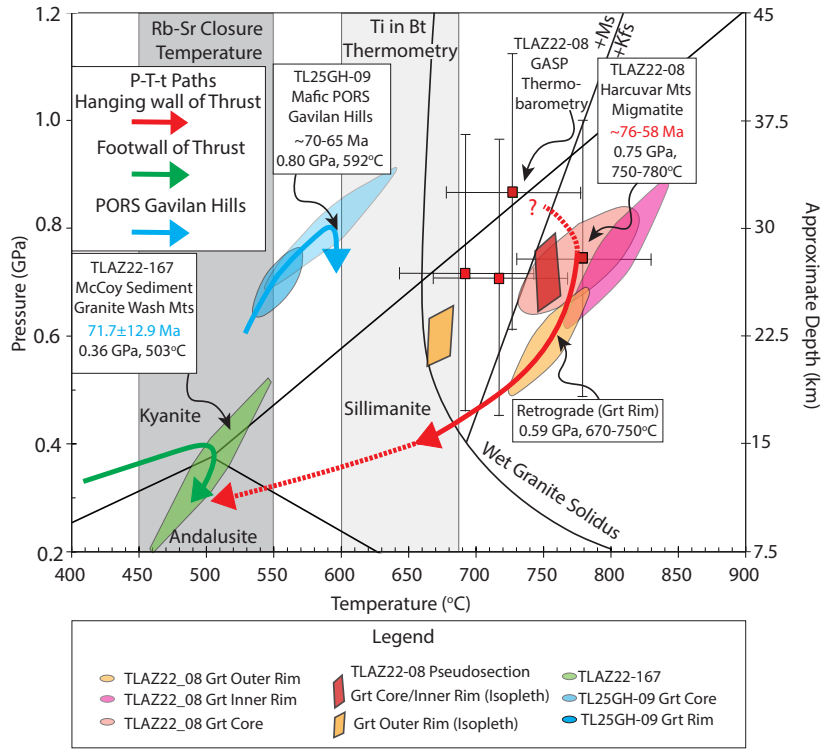 1.2
1.0
0.8
0.6
0.4
0.2
Pressure (GPa)
45
37.5
30
22.5
15
7.5
Approximate Depth (km)
400
450
500
550
600
650
700
750
800
850
900
Temperature (°C)
Rb-Sr Closure
Temperature
Ti in Bt
Thermometry
P-T-t Paths
Hanging wall of Thrust
Footwall of Thrust
PORS Gavilan Hills
TL25GH-09
Mafic PORS
Gavilan Hills
~70-65 Ma
0.80 GPa, 592°C
TLAZ22-08
GASP
Thermo-
barometry
+Ms
+Kfs
TLAZ22-08
Harcuvar Mts
Migmatite
~76-58 Ma
0.75 GPa,
750-780°C
TLAZ22-167
McCoy Sediment
Granite Wash Mts
71.7±12.9 Ma
0.36 GPa, 503°C
?
Kyanite
Sillimanite
Andalusite
Retrograde (Grt Rim)
0.59 GPa, 670-750°C
Wet Granite Solidus
Legend
TLAZ22_08 Grt Outer Rim
TLAZ22_08 Grt Inner Rim
TLAZ22_08 Grt Core
TLAZ22-08 Pseudosection
Grt Core/Inner Rim (Isopleth)
Grt Outer Rim (Isopleth)
TLAZ22-167
TL25GH-09 Grt Core
TL25GH-09 Grt Rim